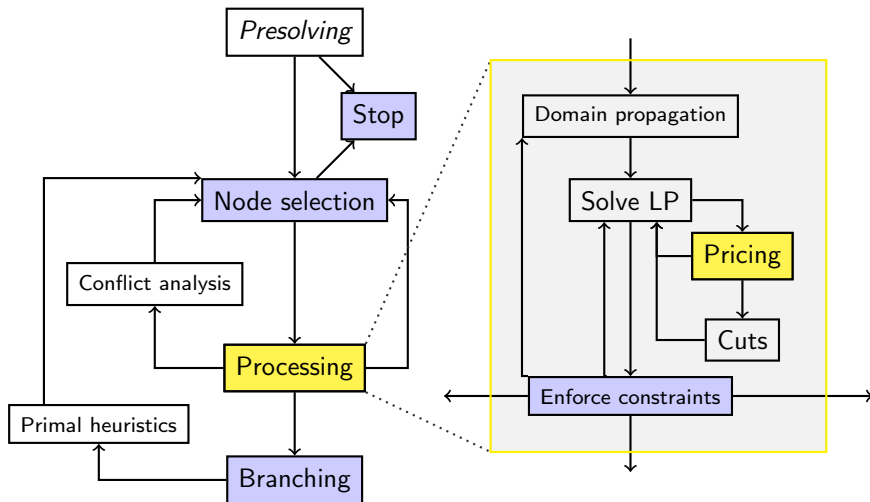 Presolving
Stop
Node selection
Conflict analysis
Processing
Primal heuristics
Branching
Domain propagation
Solve LP
Pricing
Cuts
Enforce constraints